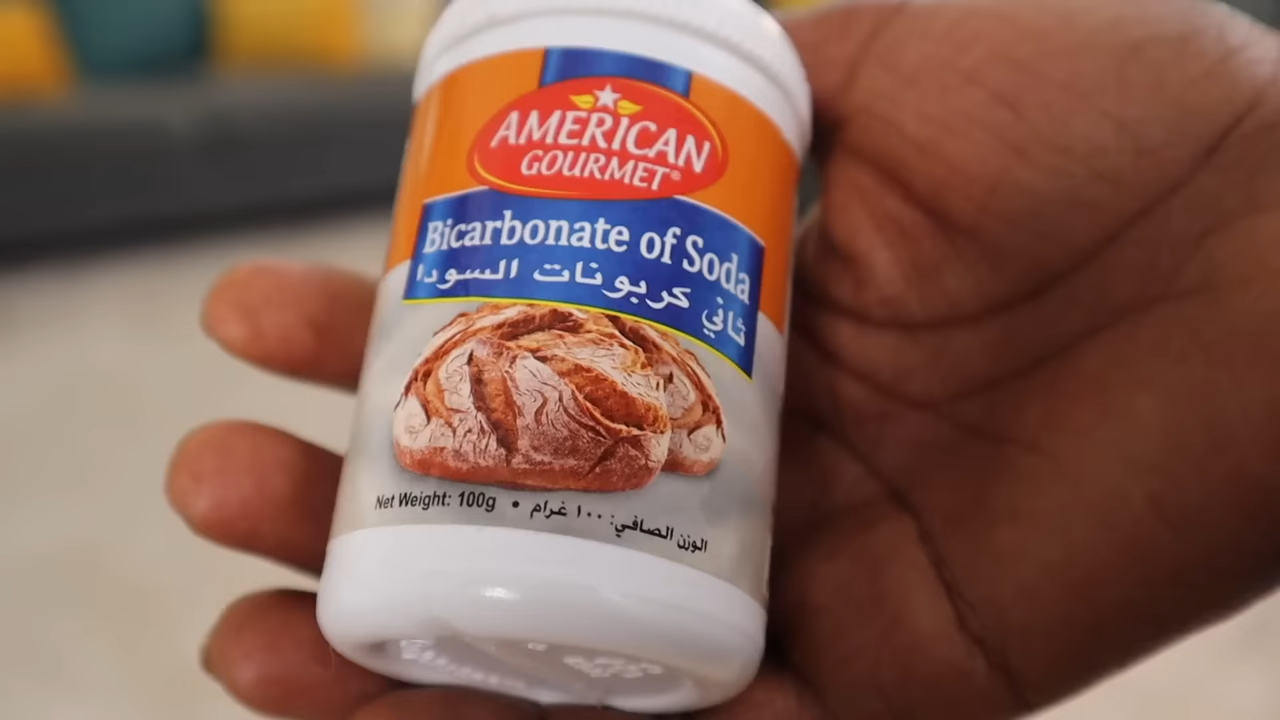 AMERICAN
GOURMET®
Bicarbonate of Soda
ثاني كربونات السودا
Net Weight: 100g • الوزن الصافي: ١٠٠ غرام